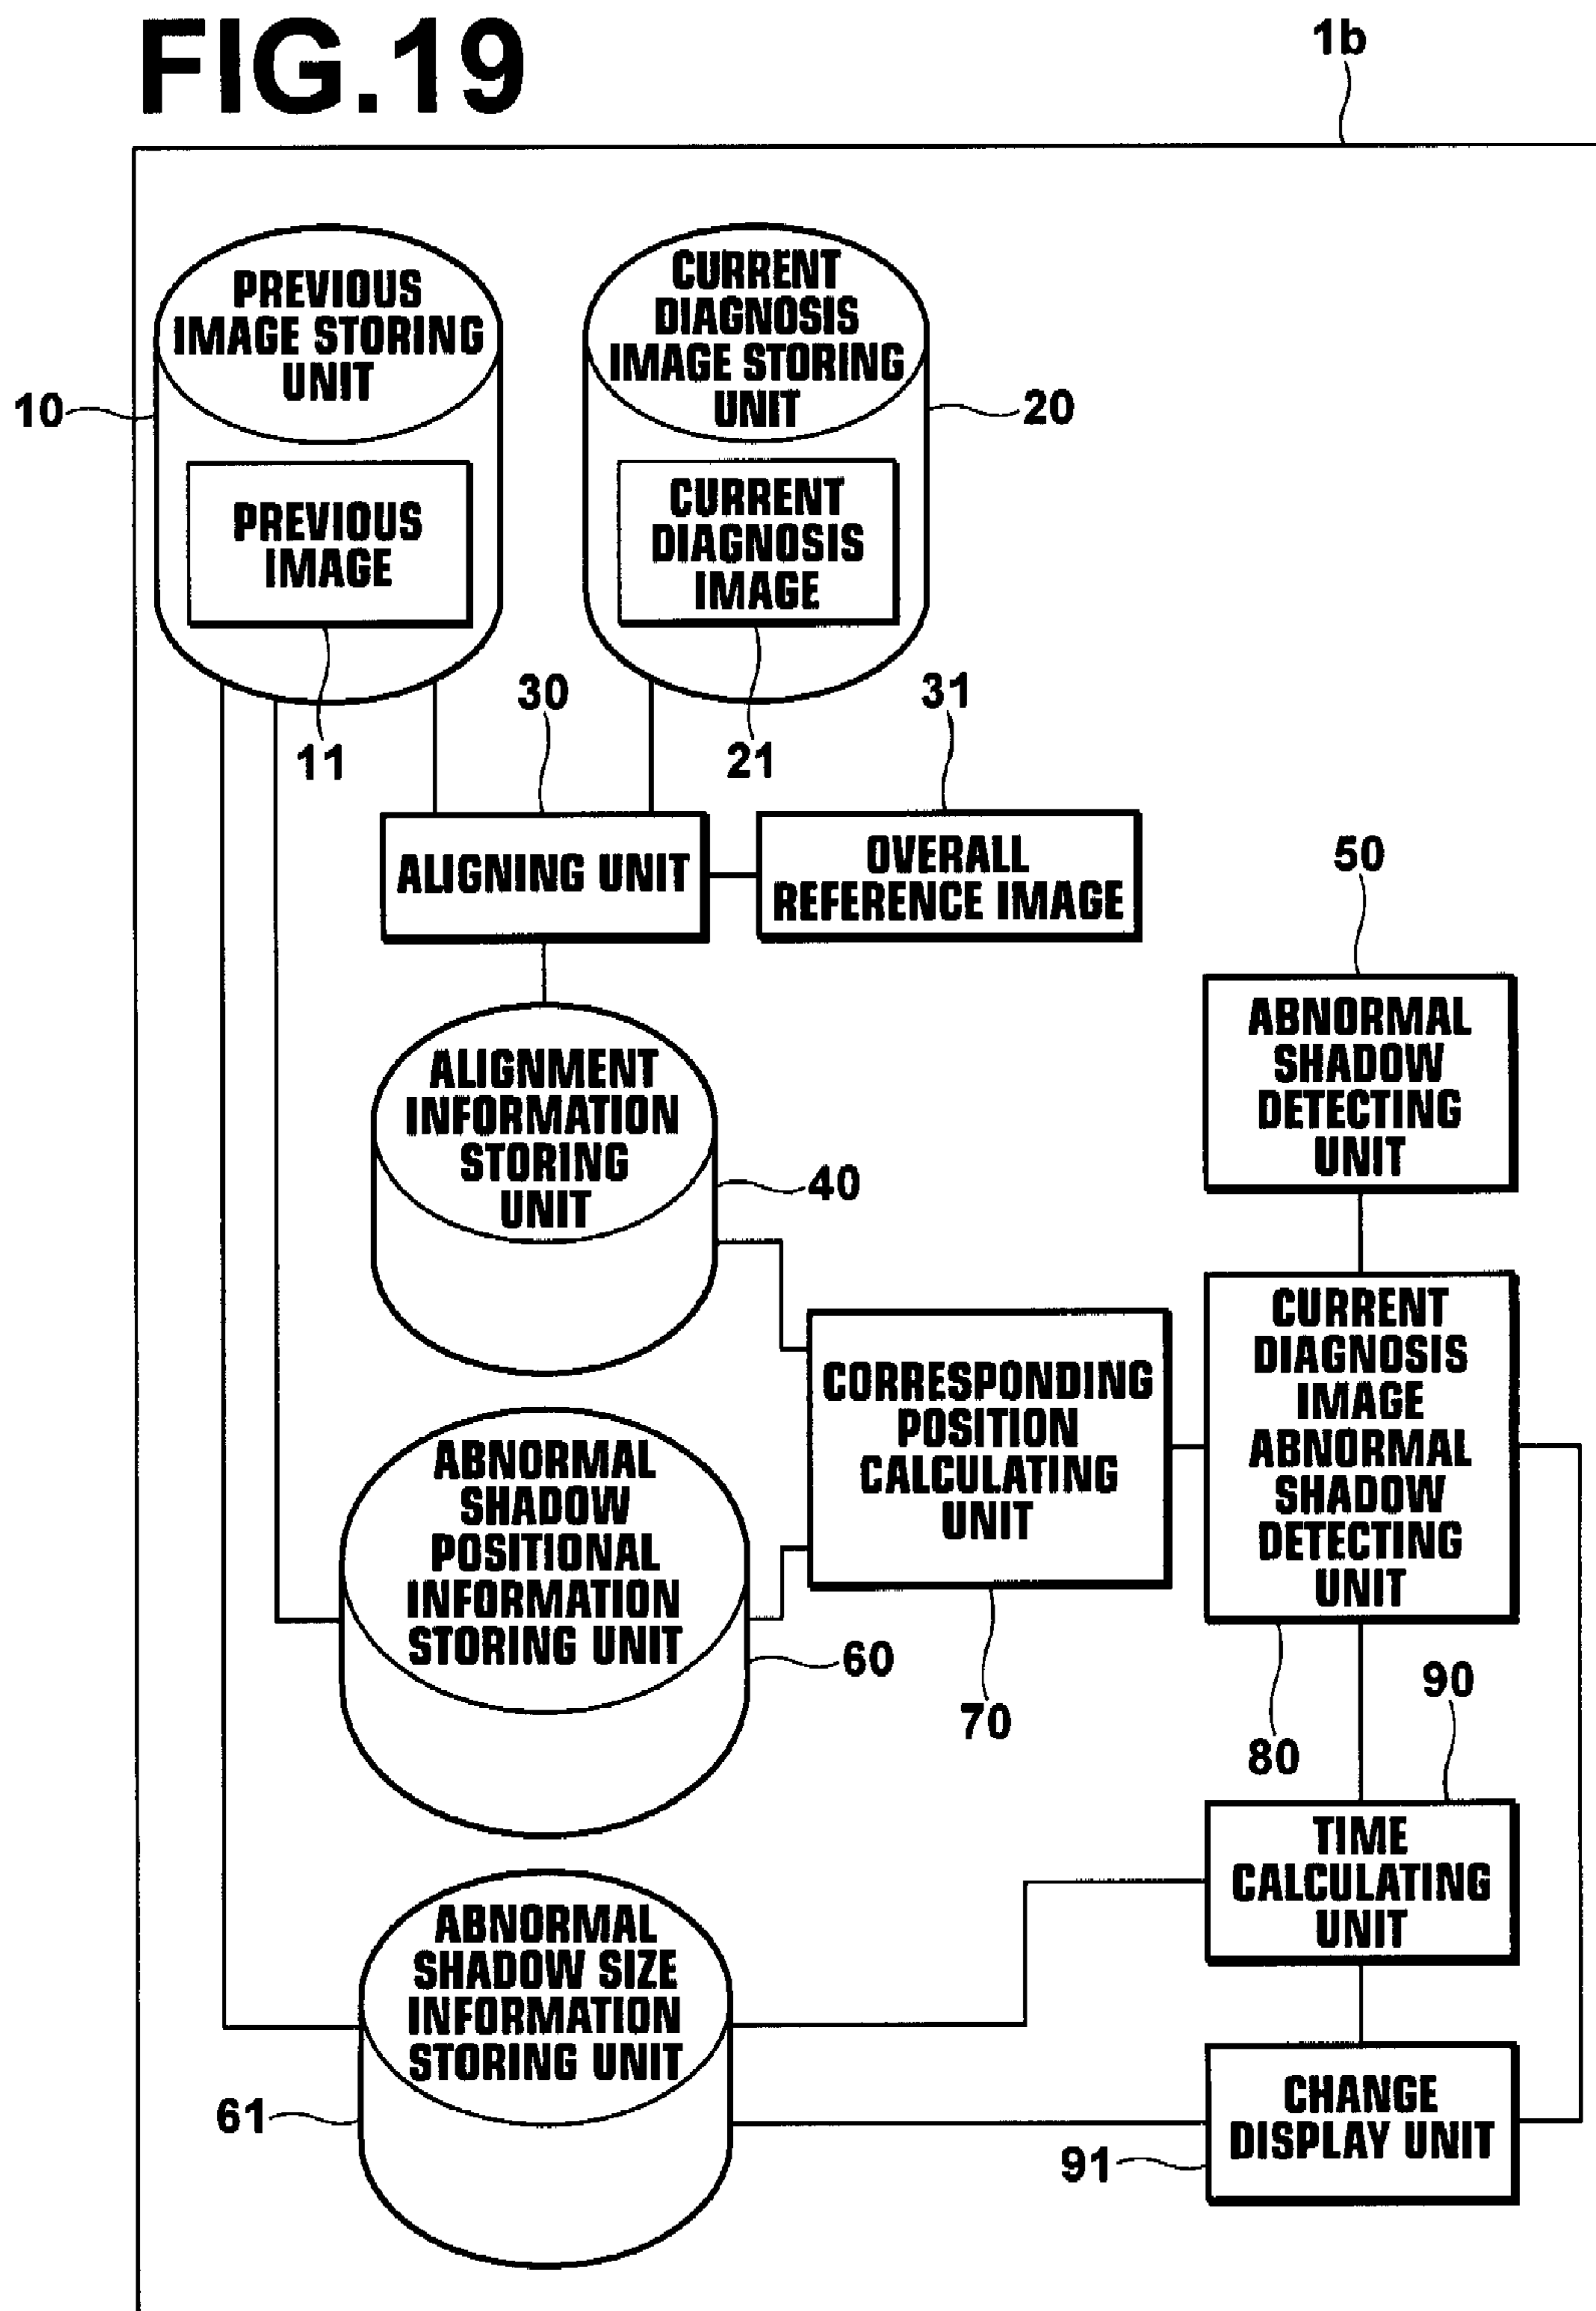 FIG.19
1b
PREVIOUS
IMAGE STORING
UNIT
CURRENT
DIAGNOSIS
IMAGE STORING
UNIT
10
20
PREVIOUS
IMAGE
CURRENT
DIAGNOSIS
IMAGE
11
30
21
31
ALIGNING UNIT
OVERALL
REFERENCE IMAGE
50
ABNORMAL
SHADOW
DETECTING
UNIT
ALIGNMENT
INFORMATION
STORING
UNIT
40
CORRESPONDING
POSITION
CALCULATING
UNIT
CURRENT
DIAGNOSIS
IMAGE
ABNORMAL
SHADOW
DETECTING
UNIT
ABNORMAL
SHADOW
POSITIONAL
INFORMATION
STORING UNIT
60
70
80
90
TIME
CALCULATING
UNIT
ABNORMAL
SHADOW SIZE
INFORMATION
STORING UNIT
61
CHANGE
DISPLAY UNIT
91